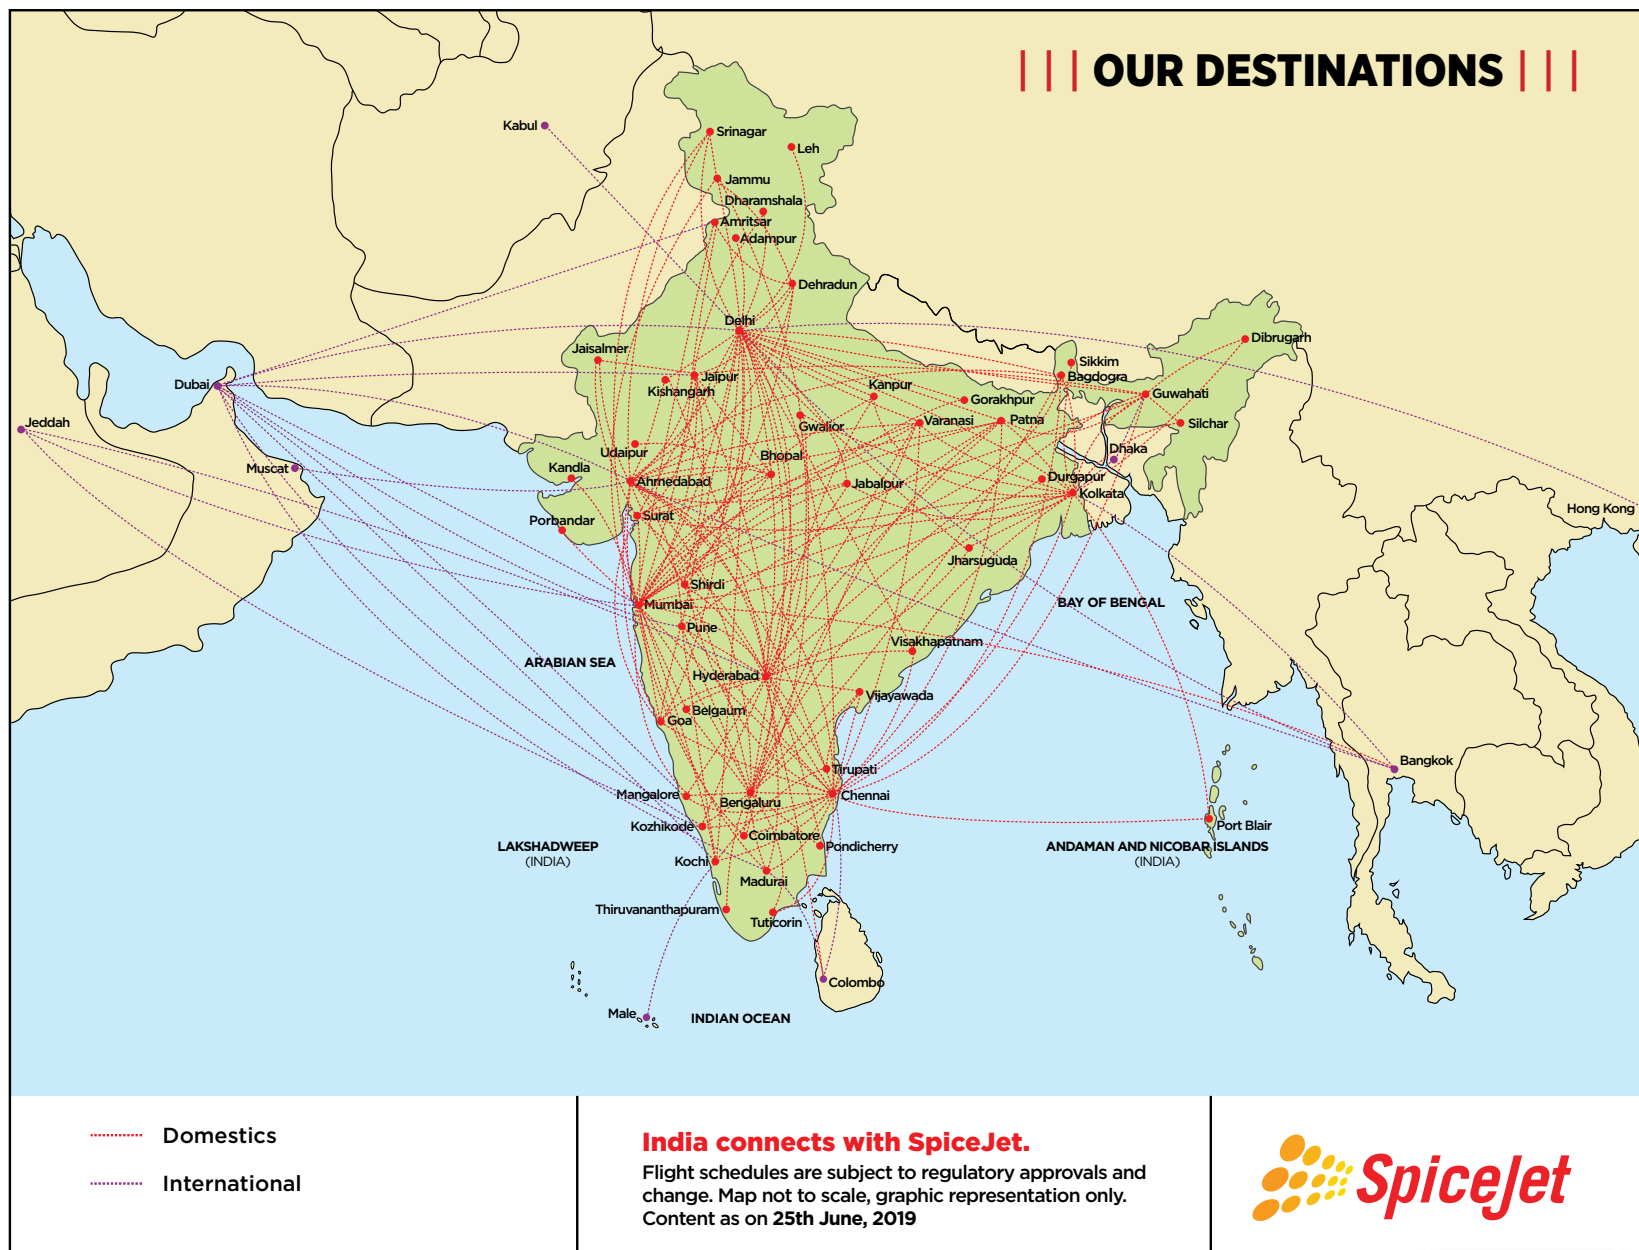 ||| OUR DESTINATIONS |||
Kabul
Srinagar
Leh
Jammu
Dharamshala
Amritsar
Adampur
Dehradun
Delhi
Dibrugarh
Jaisalmer
Sikkim
Bagdogra
Dubai
Jaipur
Kishangarh
Kanpur
Guwahati
Gorakhpur
Jeddah
Gwalior
Varanasi
Patna
Silchar
Udaipur
Bhopal
Dhaka
Muscat
Kandla
Ahmedabad
Jabalpur
Durgapur
Kolkata
Hong Kong
Porbandar
Surat
Jharsuguda
Shirdi
Mumbai
BAY OF BENGAL
Pune
Visakhapatnam
ARABIAN SEA
Hyderabad
Vijayawada
Belgaum
Goa
Bangkok
Tirupati
Mangalore
Bengaluru
Chennai
Kozhikode
Coimbatore
Port Blair
LAKSHADWEEP
(INDIA)
Pondicherry
ANDAMAN AND NICOBAR ISLANDS
(INDIA)
Kochi
Madurai
Thiruvananthapuram
Tuticorin
Colombo
Male
INDIAN OCEAN
Domestics
International
India connects with SpiceJet.
Flight schedules are subject to regulatory approvals and
change. Map not to scale, graphic representation only.
Content as on 25th June, 2019
SpiceJet